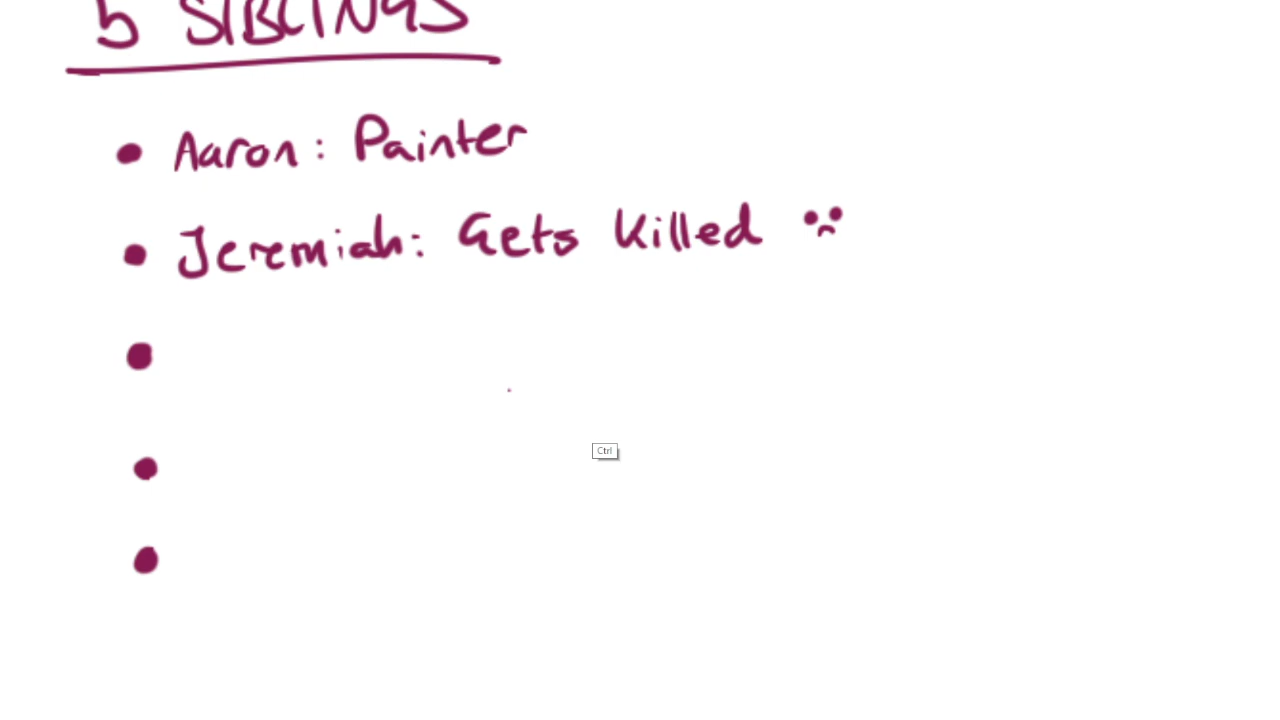 5 SIBLINGS
• Aaron: Painter
• Jeremiah: Gets killed :(
•
•
•
Ctrl